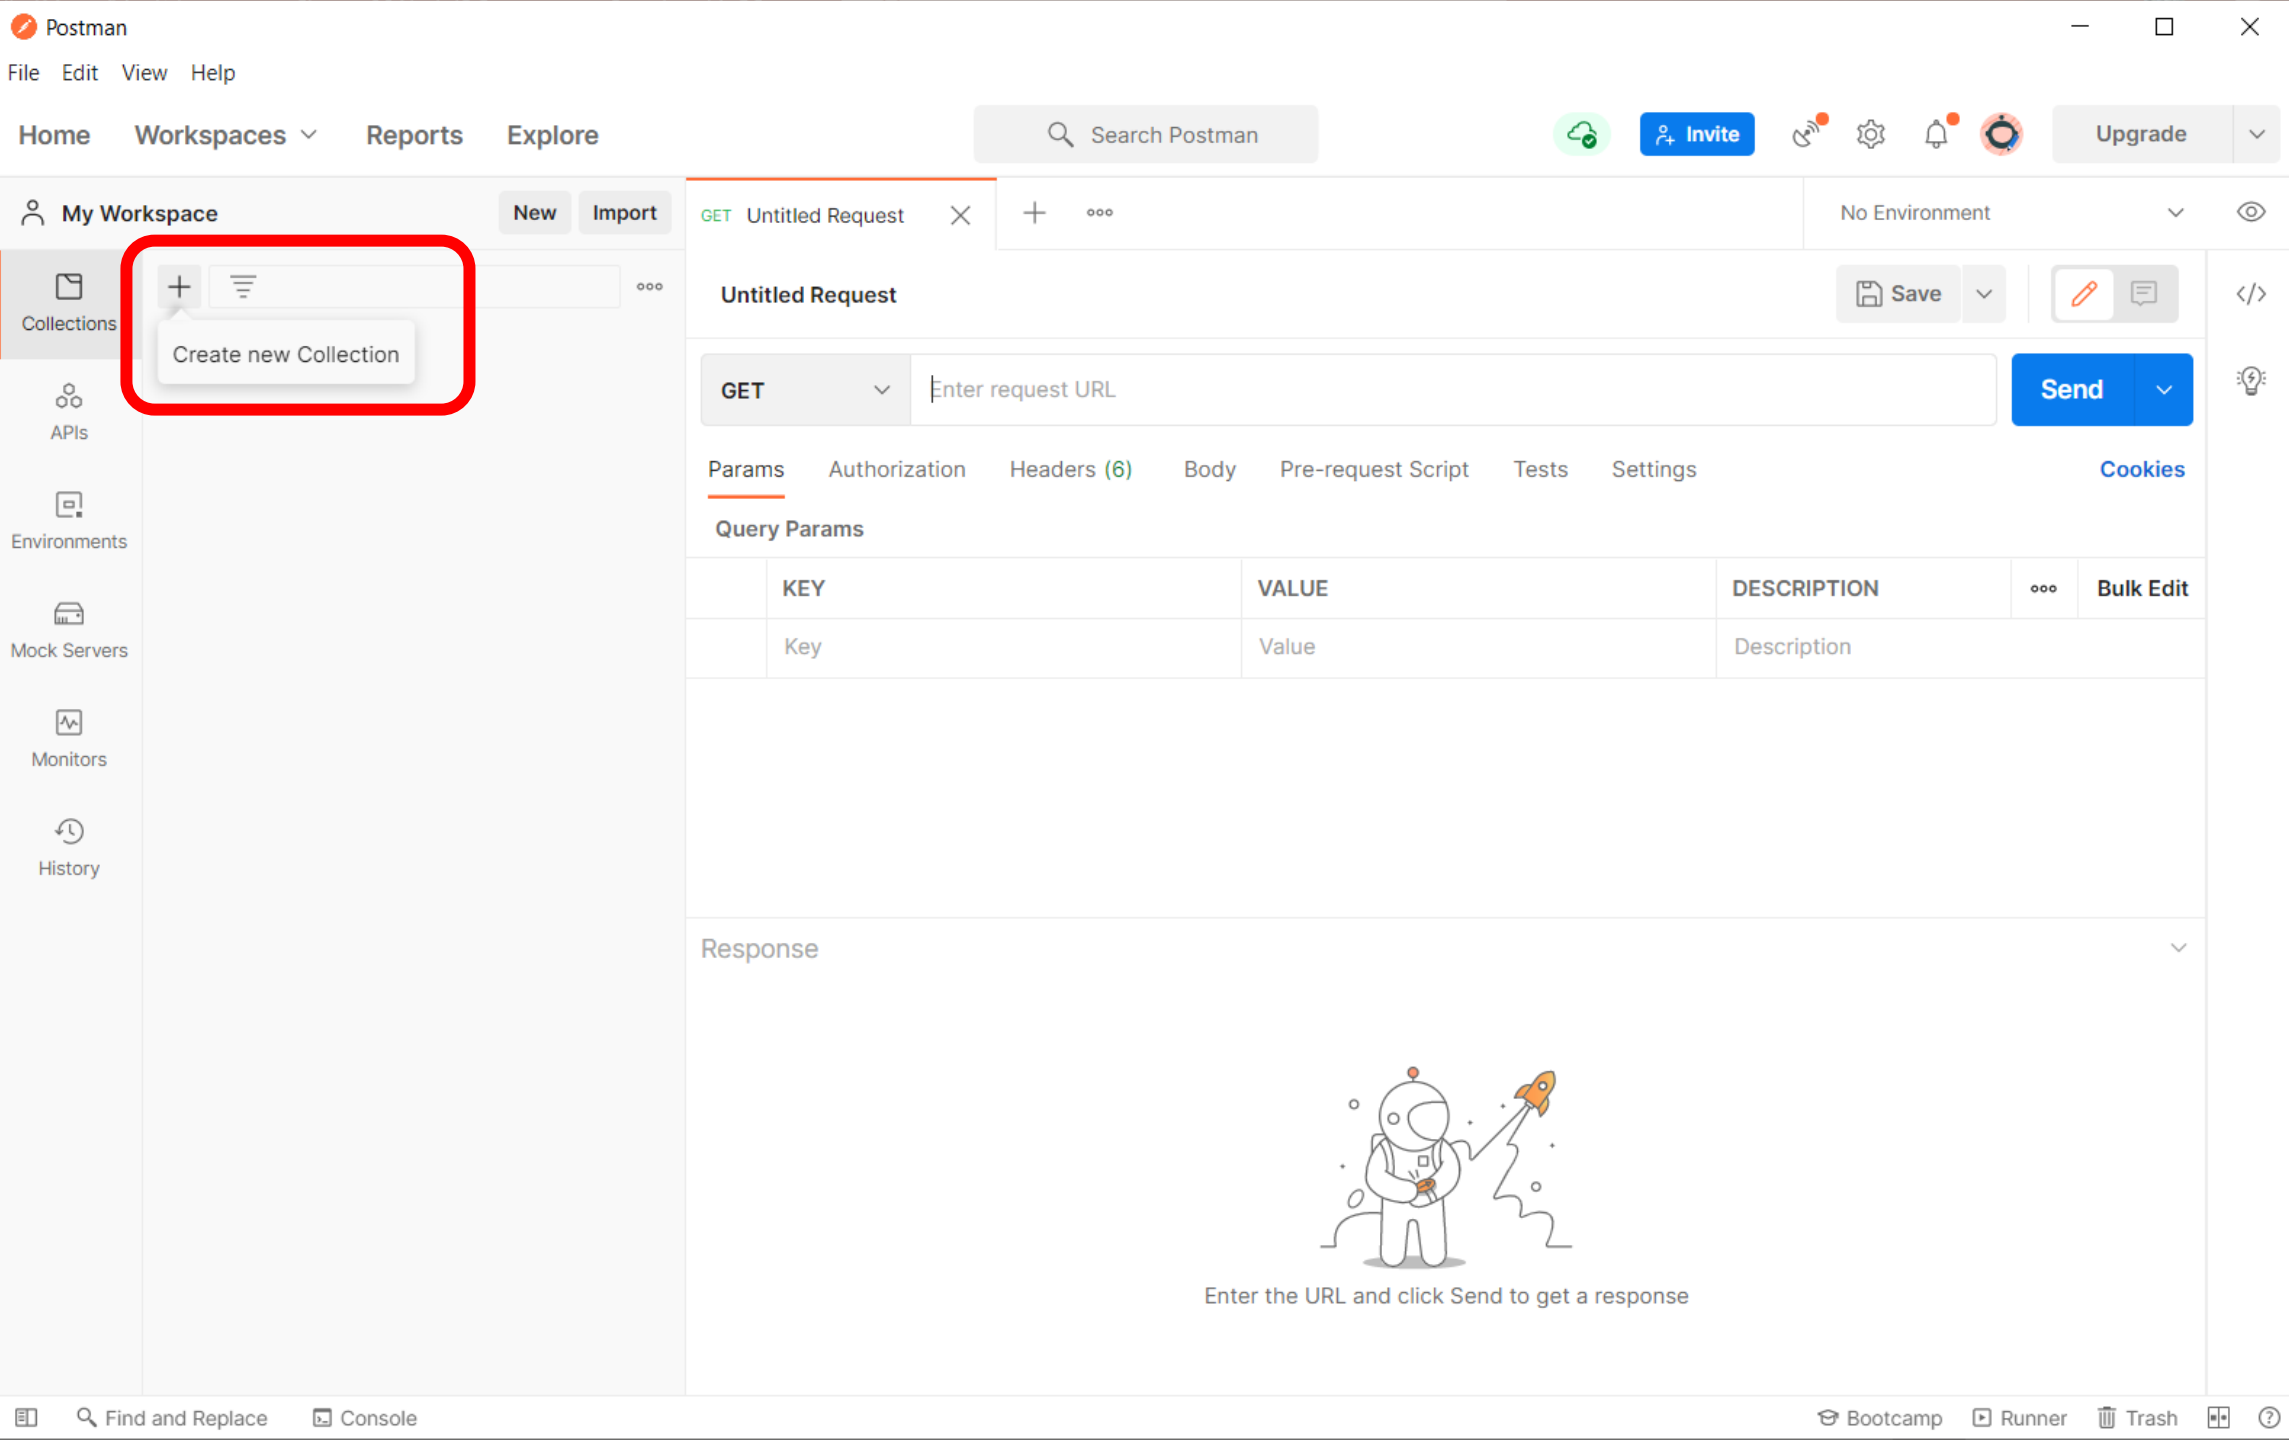 Postman
File Edit View Help
Home Workspaces Reports Explore Search Postman Invite Upgrade
My Workspace New Import GET Untitled Request No Environment
Collections
Create new Collection
Untitled Request Save
APIs
GET Enter request URL Send
Params Authorization Headers (6) Body Pre-request Script Tests Settings Cookies
Environments
Query Params
KEY VALUE DESCRIPTION Bulk Edit
Mock Servers
Key Value Description
Monitors
History
Response
Enter the URL and click Send to get a response
Find and Replace Console Bootcamp Runner Trash